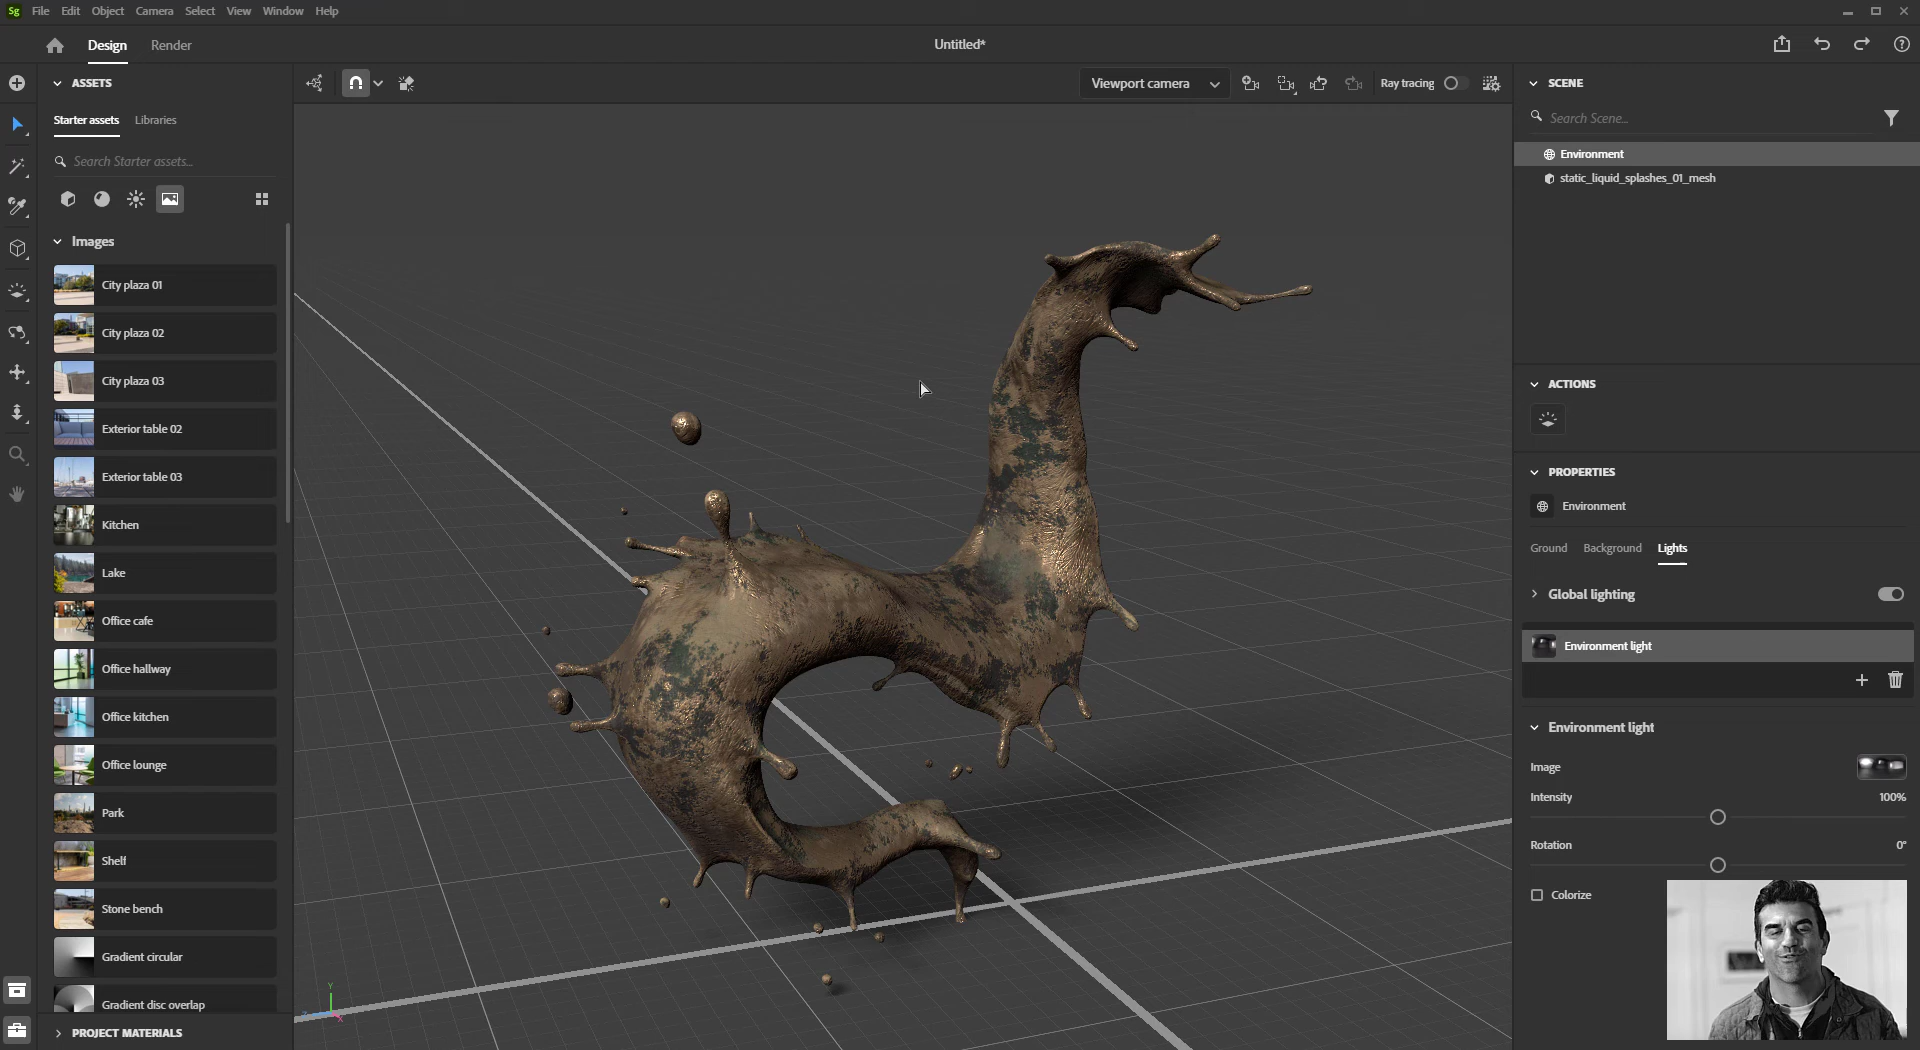 Sg File Edit Object Camera Select View Window Help
Design Render Untitled*
ASSETS
Starter assets Libraries
Search Starter assets...
Images
City plaza 01
City plaza 02
City plaza 03
Exterior table 02
Exterior table 03
Kitchen
Lake
Office cafe
Office hallway
Office kitchen
Office lounge
Park
Shelf
Stone bench
Gradient circular
Gradient disc overlap
PROJECT MATERIALS
Viewport camera Ray tracing
Y
SCENE
Search Scene...
Environment
static_liquid_splashes_01_mesh
ACTIONS
PROPERTIES
Environment
Ground Background Lights
Global lighting
Environment light
Environment light
Image
Intensity 100%
Rotation 0°
Colorize